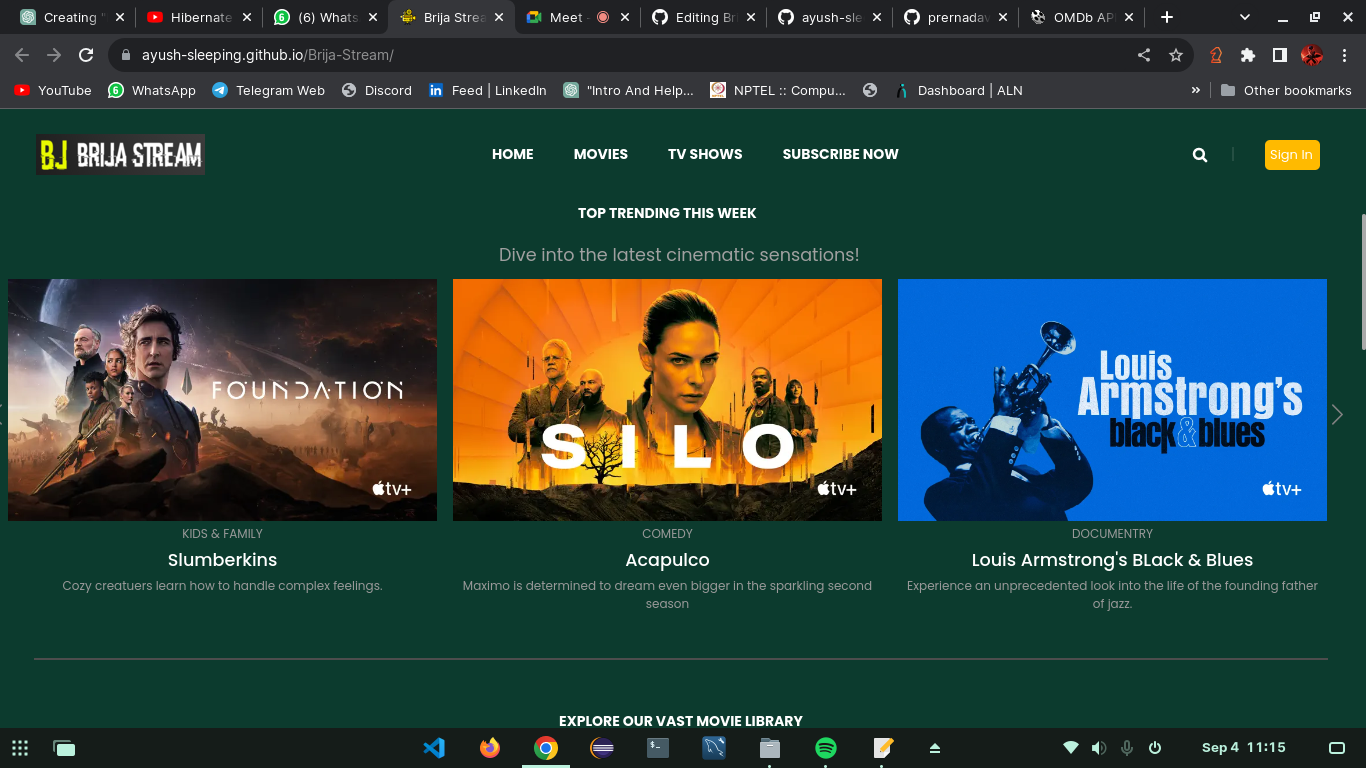 Creating "
Hibernate
(6) Whats
Brija Strea
Meet -
Editing Br
ayush-sle
prernadav
OMDb AP
ayush-sleeping.github.io/Brija-Stream/
YouTube
WhatsApp
Telegram Web
Discord
Feed | LinkedIn
"Intro And Help...
NPTEL :: Compu...
Dashboard | ALN
»
Other bookmarks
BJ BRIJA STREAM
HOME
MOVIES
TV SHOWS
SUBSCRIBE NOW
Sign In
TOP TRENDING THIS WEEK
Dive into the latest cinematic sensations!
FOUNDATION
tv+
SILO
tv+
Louis
Armstrong's
black & blues
tv+
KIDS & FAMILY
Slumberkins
Cozy creatuers learn how to handle complex feelings.
COMEDY
Acapulco
Maximo is determined to dream even bigger in the sparkling second
season
DOCUMENTRY
Louis Armstrong's BLack & Blues
Experience an unprecedented look into the life of the founding father
of jazz.
EXPLORE OUR VAST MOVIE LIBRARY
Sep 4 11:15